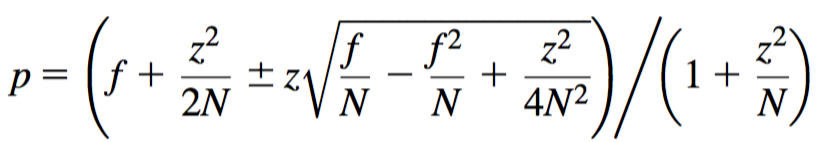 p = ( f + z²/2N ± z√( f/N − f²/N + z²/4N² ) ) / ( 1 + z²/N )